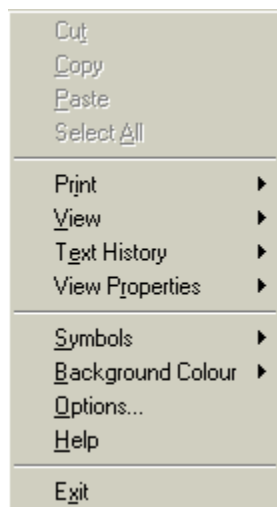 Cut
Copy
Paste
Select All
Print
View
Text History
View Properties
Symbols
Background Colour
Options...
Help
Exit